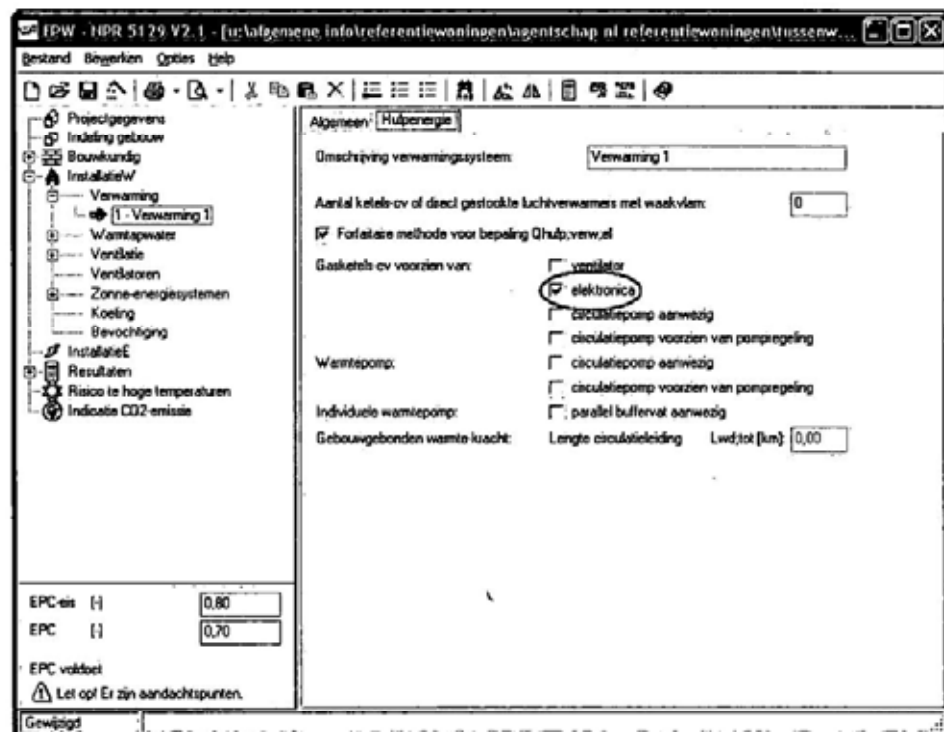 EPW - NPR 5129 V2.1 - [u:\algemene info\referentiewoningen\agentschap nl referentiewoningen\tussenw...
Bestand Bewerken Opties Help
Projectgegevens
Indeling gebouw
Bouwkundig
InstallatieW
Verwarming
1 - Verwarming 1
Warmtapwater
Ventilatie
Ventilatoren
Zonne-energiesystemen
Koeling
Bevochtiging
InstallatieE
Resultaten
Risico te hoge temperaturen
Indicatie CO2-emissie
EPC-eis [-] 0,80
EPC [-] 0,70
EPC voldoet
Let op! Er zijn aandachtspunten.
Gewijzigd
Algemeen Hulpenergie
Omschrijving verwarmingssysteem: Verwarming 1
Aantal ketels-cv of direct gestookte luchtverwarmers met waakvlam: 0
Forfaitaire methode voor bepaling Qhulp;verw;el
Gasketels-cv voorzien van: ventilator
elektronica
circulatiepomp aanwezig
circulatiepomp voorzien van pompregeling
Warmtepomp: circulatiepomp aanwezig
circulatiepomp voorzien van pompregeling
Individuele warmtepomp: parallel buffervat aanwezig
Gebouwgebonden warmte-kracht: Lengte circulatieleiding Lwd;tot [km]: 0,00